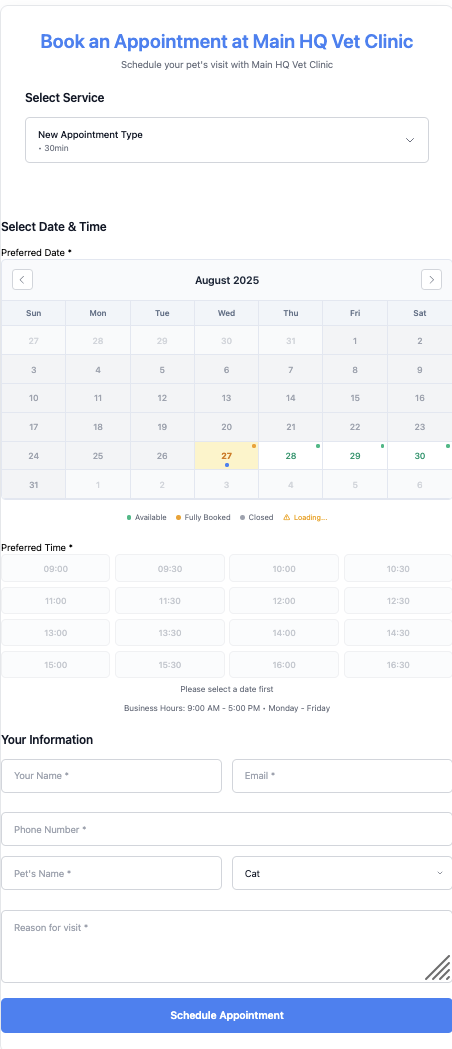 Book an Appointment at Main HQ Vet Clinic
Schedule your pet's visit with Main HQ Vet Clinic
Select Service
New Appointment Type
• 30min
Select Date & Time
Preferred Date *
August 2025
Sun Mon Tue Wed Thu Fri Sat
27 28 29 30 31 1 2
3 4 5 6 7 8 9
10 11 12 13 14 15 16
17 18 19 20 21 22 23
24 25 26 27 28 29 30
31 1 2 3 4 5 6
Available Fully Booked Closed ⚠ Loading...
Preferred Time *
09:00 09:30 10:00 10:30
11:00 11:30 12:00 12:30
13:00 13:30 14:00 14:30
15:00 15:30 16:00 16:30
Please select a date first
Business Hours: 9:00 AM - 5:00 PM • Monday - Friday
Your Information
Your Name * Email *
Phone Number *
Pet's Name * Cat
Reason for visit *
Schedule Appointment